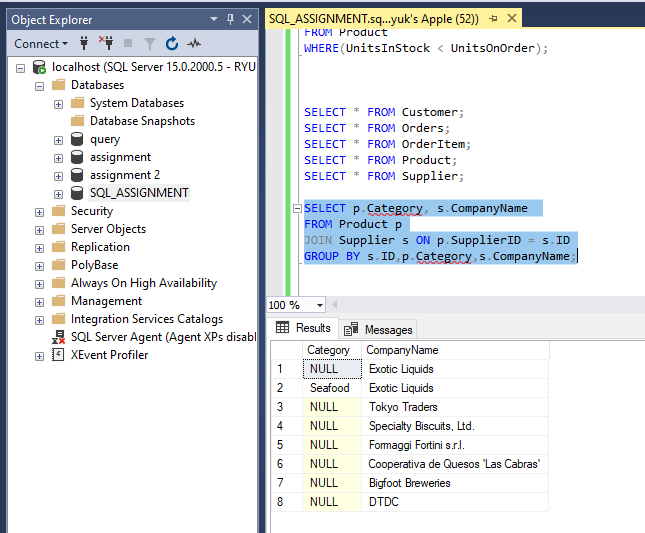 Object Explorer
Connect
localhost (SQL Server 15.0.2000.5 - RYU
Databases
System Databases
Database Snapshots
query
assignment
assignment 2
SQL_ASSIGNMENT
Security
Server Objects
Replication
PolyBase
Always On High Availability
Management
Integration Services Catalogs
SQL Server Agent (Agent XPs disabl
XEvent Profiler
SQL_ASSIGNMENT.sq...yuk's Apple (52))
FROM Product
WHERE(UnitsInStock < UnitsOnOrder);
SELECT * FROM Customer;
SELECT * FROM Orders;
SELECT * FROM OrderItem;
SELECT * FROM Product;
SELECT * FROM Supplier;
SELECT p.Category, s.CompanyName
FROM Product p
JOIN Supplier s ON p.SupplierID = s.ID
GROUP BY s.ID,p.Category,s.CompanyName;
100 %
Results Messages
Category CompanyName
1 NULL Exotic Liquids
2 Seafood Exotic Liquids
3 NULL Tokyo Traders
4 NULL Specialty Biscuits, Ltd.
5 NULL Formaggi Fortini s.r.l.
6 NULL Cooperativa de Quesos 'Las Cabras'
7 NULL Bigfoot Breweries
8 NULL DTDC